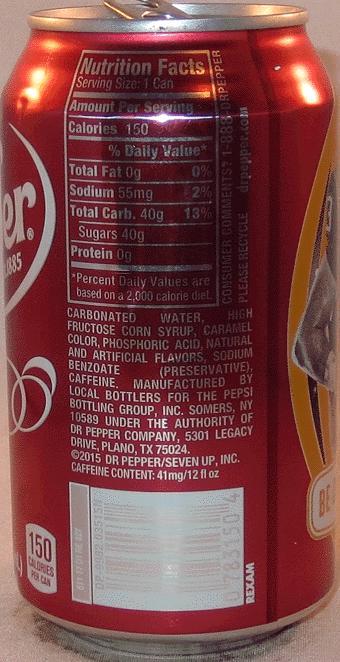 Nutrition Facts
Serving Size: 1 Can
Amount Per Serving
Calories 150
% Daily Value*
Total Fat 0g 0%
Sodium 55mg 2%
Total Carb. 40g 13%
Sugars 40g
Protein 0g
*Percent Daily Values are
based on a 2,000 calorie diet.
CONSUMER COMMENTS? 1-888-DRPEPPER
PLEASE RECYCLE drpepper.com
CARBONATED WATER, HIGH
FRUCTOSE CORN SYRUP, CARAMEL
COLOR, PHOSPHORIC ACID, NATURAL
AND ARTIFICIAL FLAVORS, SODIUM
BENZOATE (PRESERVATIVE),
CAFFEINE. MANUFACTURED BY
LOCAL BOTTLERS FOR THE PEPSI
BOTTLING GROUP, INC. SOMERS, NY
10589 UNDER THE AUTHORITY OF
DR PEPPER COMPANY, 5301 LEGACY
DRIVE, PLANO, TX 75024.
©2015 DR PEPPER/SEVEN UP, INC.
CAFFEINE CONTENT: 41mg/12 fl oz
er®
1885
150
CALORIES
PER CAN
REXAM
BE